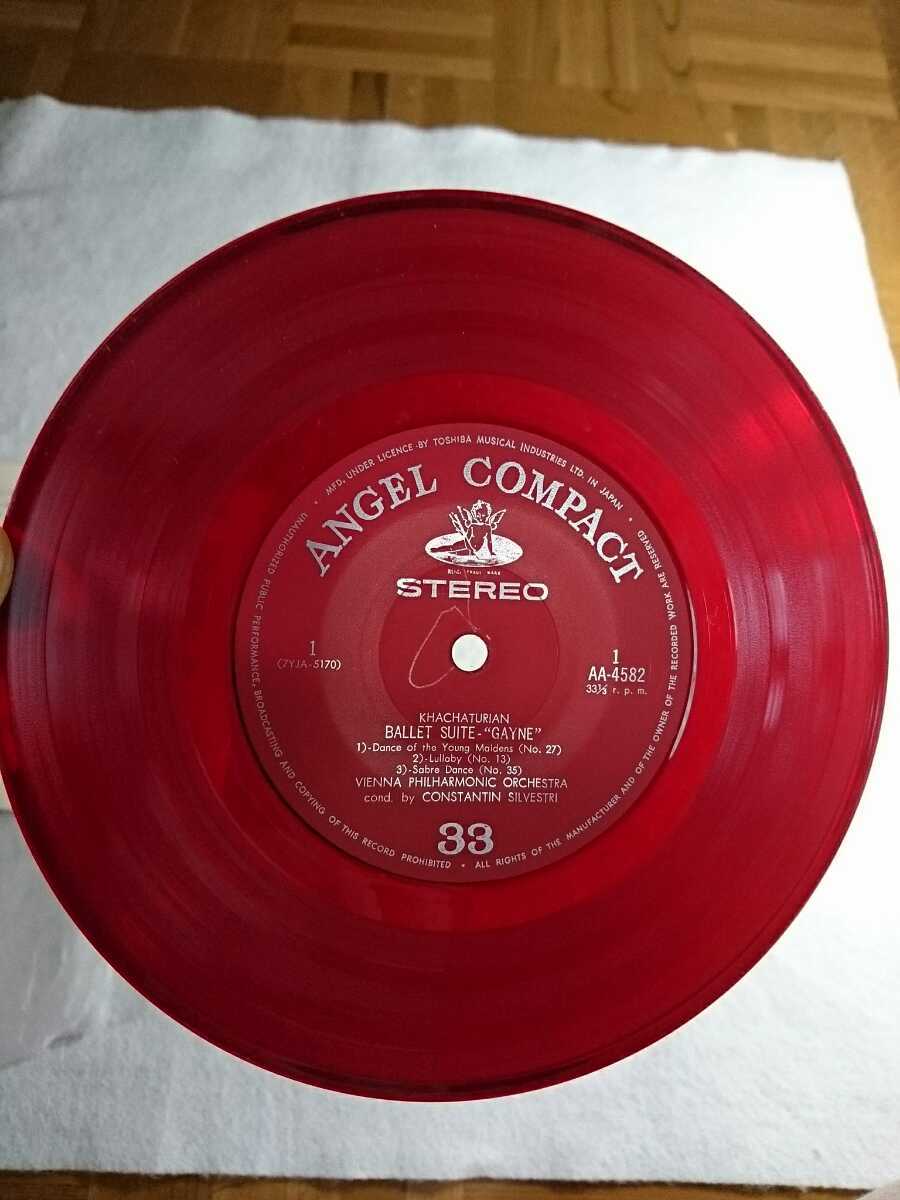 MFD. UNDER LICENCE BY TOSHIBA MUSICAL INDUSTRIES LTD. IN JAPAN •
ANGEL COMPACT
STEREO
1
(7YJA-5170)
1
AA-4582
33⅓ r. p. m.
KHACHATURIAN
BALLET SUITE-"GAYNE"
1)-Dance of the Young Maidens (No. 27)
2)-Lullaby (No. 13)
3)-Sabre Dance (No. 35)
VIENNA PHILHARMONIC ORCHESTRA
cond. by CONSTANTIN SILVESTRI
33
UNAUTHORIZED PUBLIC PERFORMANCE, BROADCASTING AND COPYING OF THIS RECORD PROHIBITED • ALL RIGHTS OF THE MANUFACTURER AND OF THE OWNER OF THE RECORDED WORK ARE RESERVED •